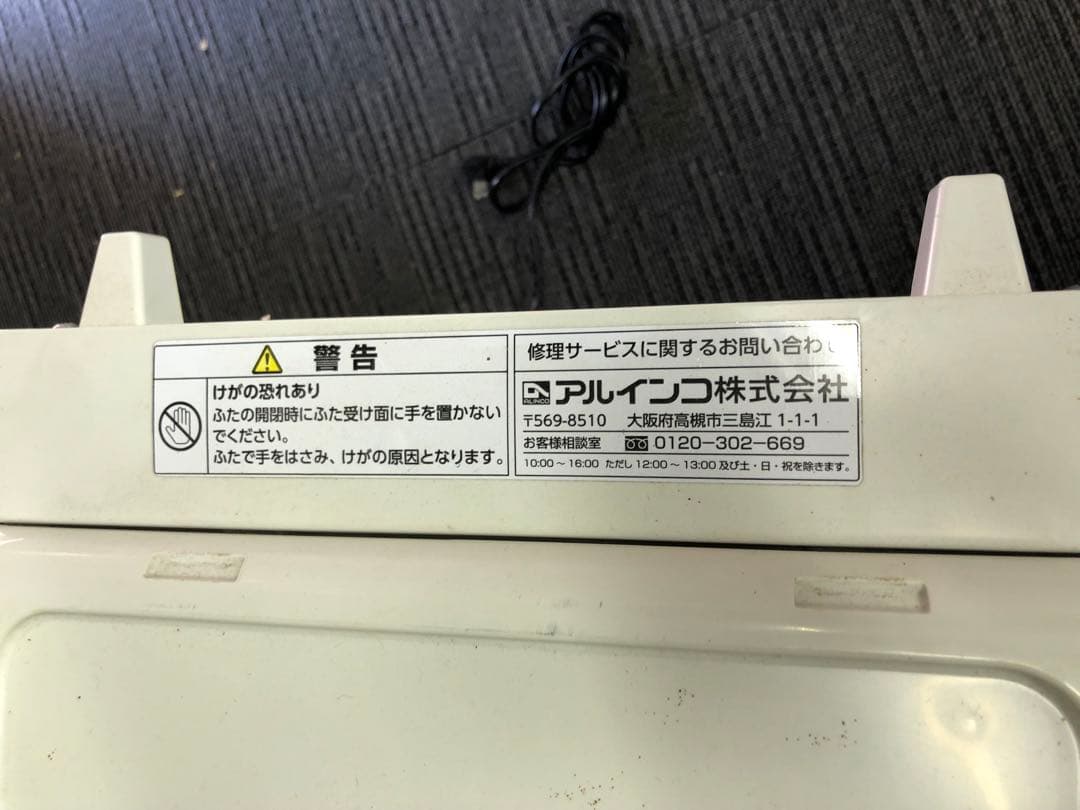 警告
けがの恐れあり
ふたの開閉時にふた受け面に手を置かない
でください。
ふたで手をはさみ、けがの原因となります。
修理サービスに関するお問い合わ
ALINCO アルインコ株式会社
〒569-8510 大阪府高槻市三島江 1-1-1
お客様相談室 0120-302-669
10:00～16:00 ただし 12:00～13:00 及び土・日・祝を除きます。